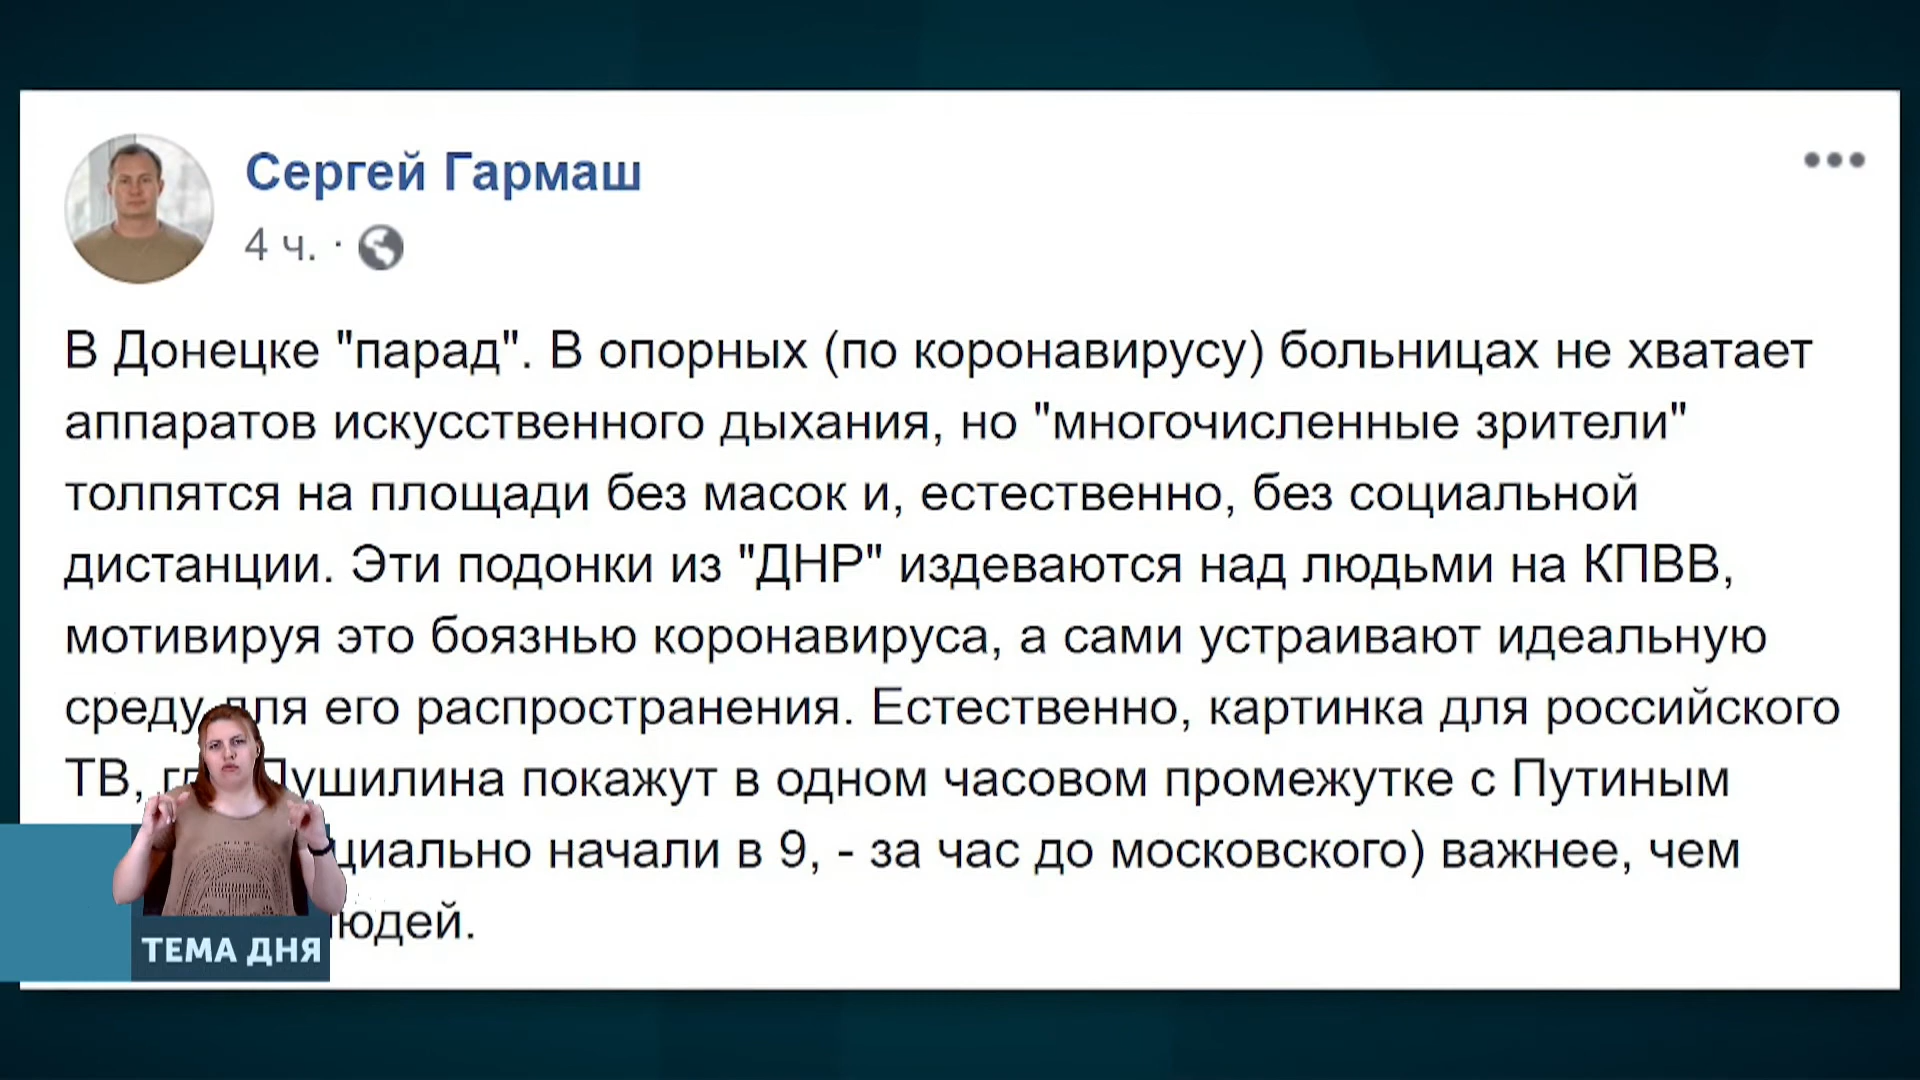 Сергей Гармаш
4 ч. ·
В Донецке "парад". В опорных (по коронавирусу) больницах не хватает
аппаратов искусственного дыхания, но "многочисленные зрители"
толпятся на площади без масок и, естественно, без социальной
дистанции. Эти подонки из "ДНР" издеваются над людьми на КПВВ,
мотивируя это боязнью коронавируса, а сами устраивают идеальную
среду для его распространения. Естественно, картинка для российского
ТВ, Пушилина покажут в одном часовом промежутке с Путиным
начали в 9, - за час до московского) важнее, чем
людей.
ТЕМА ДНЯ